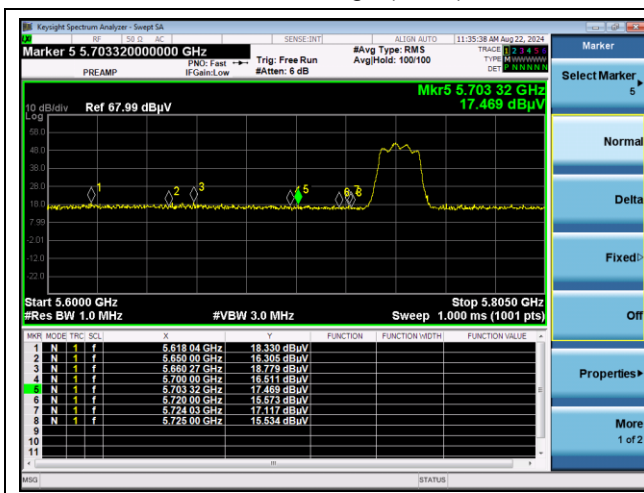 Keysight Spectrum Analyzer - Swept SA
RF 50 Ω AC SENSE:INT ALIGN AUTO 11:35:38 AM Aug 22, 2024
Marker 5 5.703320000000 GHz
PREAMP
PNO: Fast
IFGain:Low
Trig: Free Run
#Atten: 6 dB
#Avg Type: RMS
Avg|Hold: 100/100
TRACE 1 2 3 4 5 6
TYPE M W W W W W
DET P N N N N N
Mkr5 5.703 32 GHz
17.469 dBµV
10 dB/div Ref 67.99 dBµV
Log
58.0
48.0
38.0
28.0
18.0
7.99
-2.01
-12.0
-22.0
1 2 3 4 5 6 7 8
Start 5.6000 GHz Stop 5.8050 GHz
#Res BW 1.0 MHz #VBW 3.0 MHz Sweep 1.000 ms (1001 pts)
MKR MODE TRC SCL X Y FUNCTION FUNCTION WIDTH FUNCTION VALUE
1 N 1 f 5.618 04 GHz 18.330 dBµV
2 N 1 f 5.650 00 GHz 16.305 dBµV
3 N 1 f 5.660 27 GHz 18.779 dBµV
4 N 1 f 5.700 00 GHz 16.511 dBµV
5 N 1 f 5.703 32 GHz 17.469 dBµV
6 N 1 f 5.720 00 GHz 15.573 dBµV
7 N 1 f 5.724 03 GHz 17.117 dBµV
8 N 1 f 5.725 00 GHz 15.534 dBµV
9
10
11
MSG STATUS
Marker
Select Marker
5
Normal
Delta
Fixed
Off
Properties
More
1 of 2